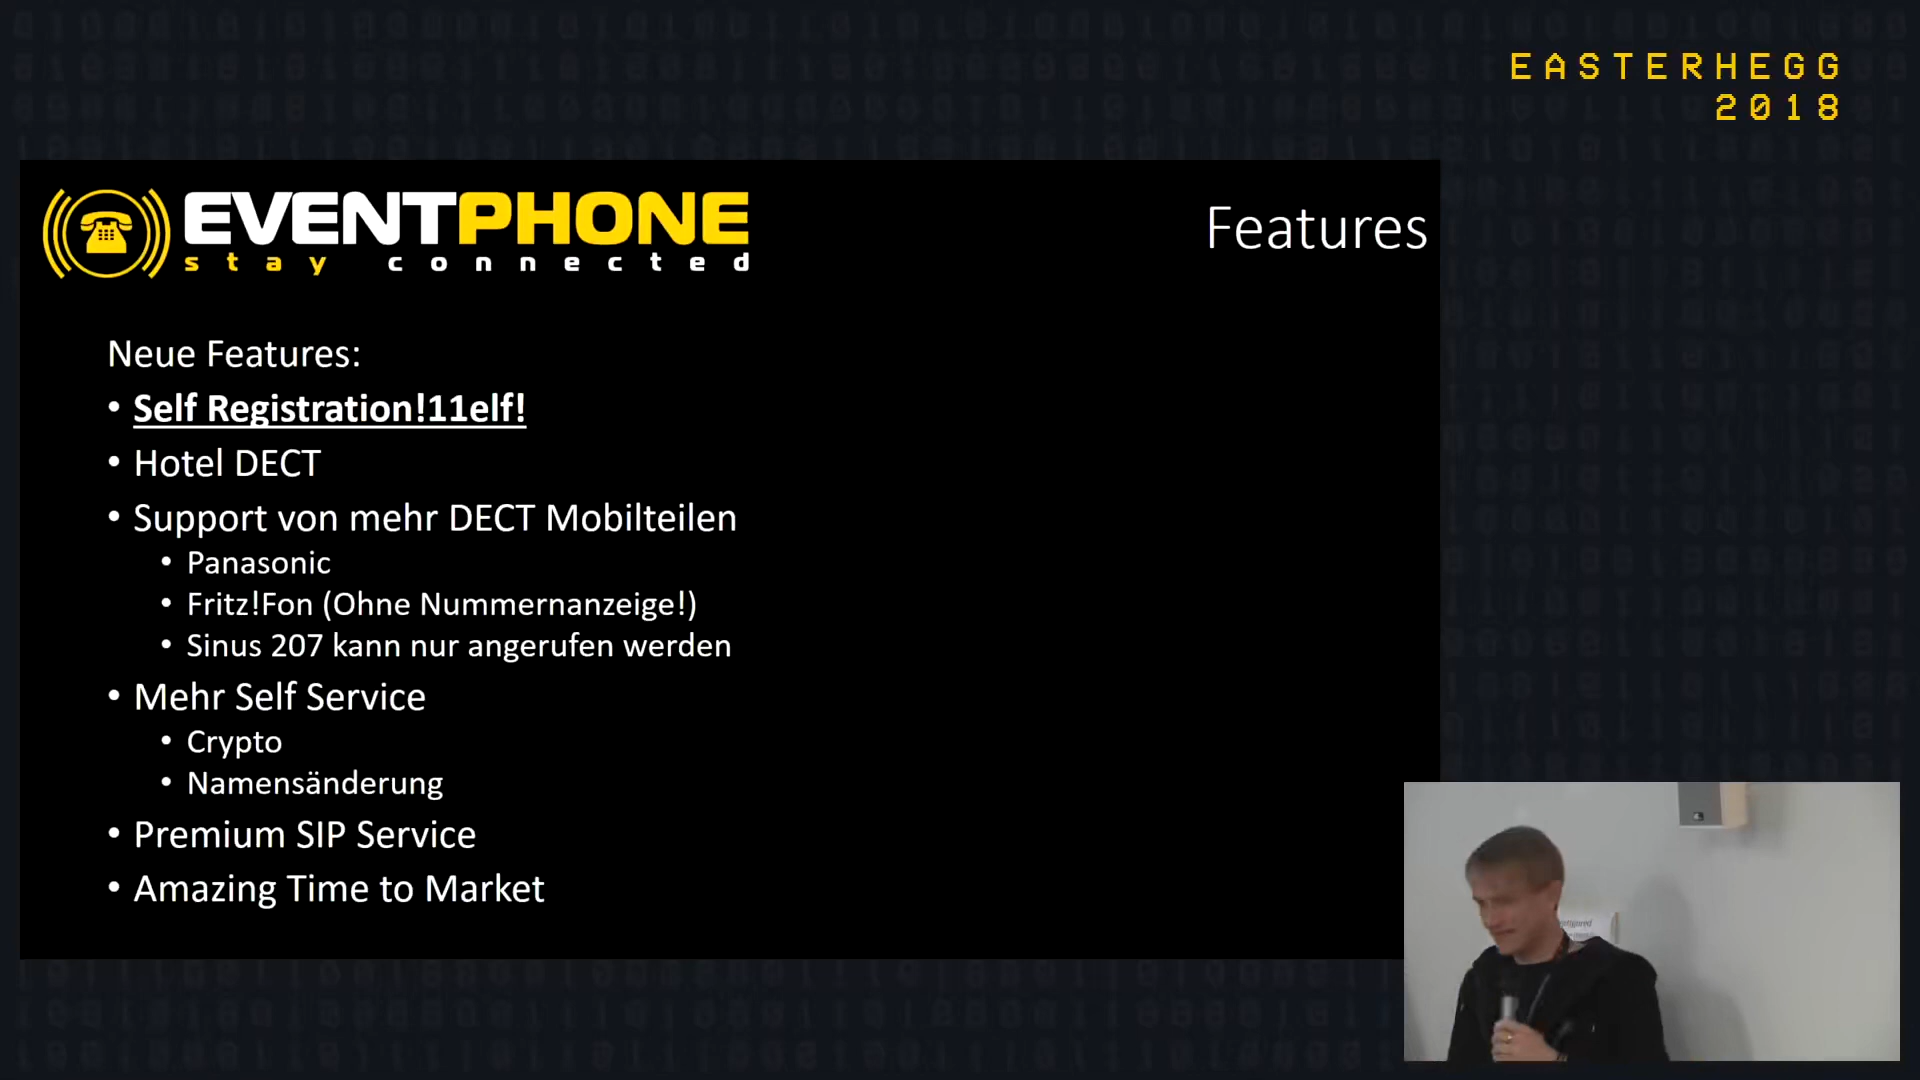 EASTERHEGG
2018
EVENTPHONE
stay connected
Features
Neue Features:
• Self Registration!11elf!
• Hotel DECT
• Support von mehr DECT Mobilteilen
• Panasonic
• Fritz!Fon (Ohne Nummernanzeige!)
• Sinus 207 kann nur angerufen werden
• Mehr Self Service
• Crypto
• Namensänderung
• Premium SIP Service
• Amazing Time to Market